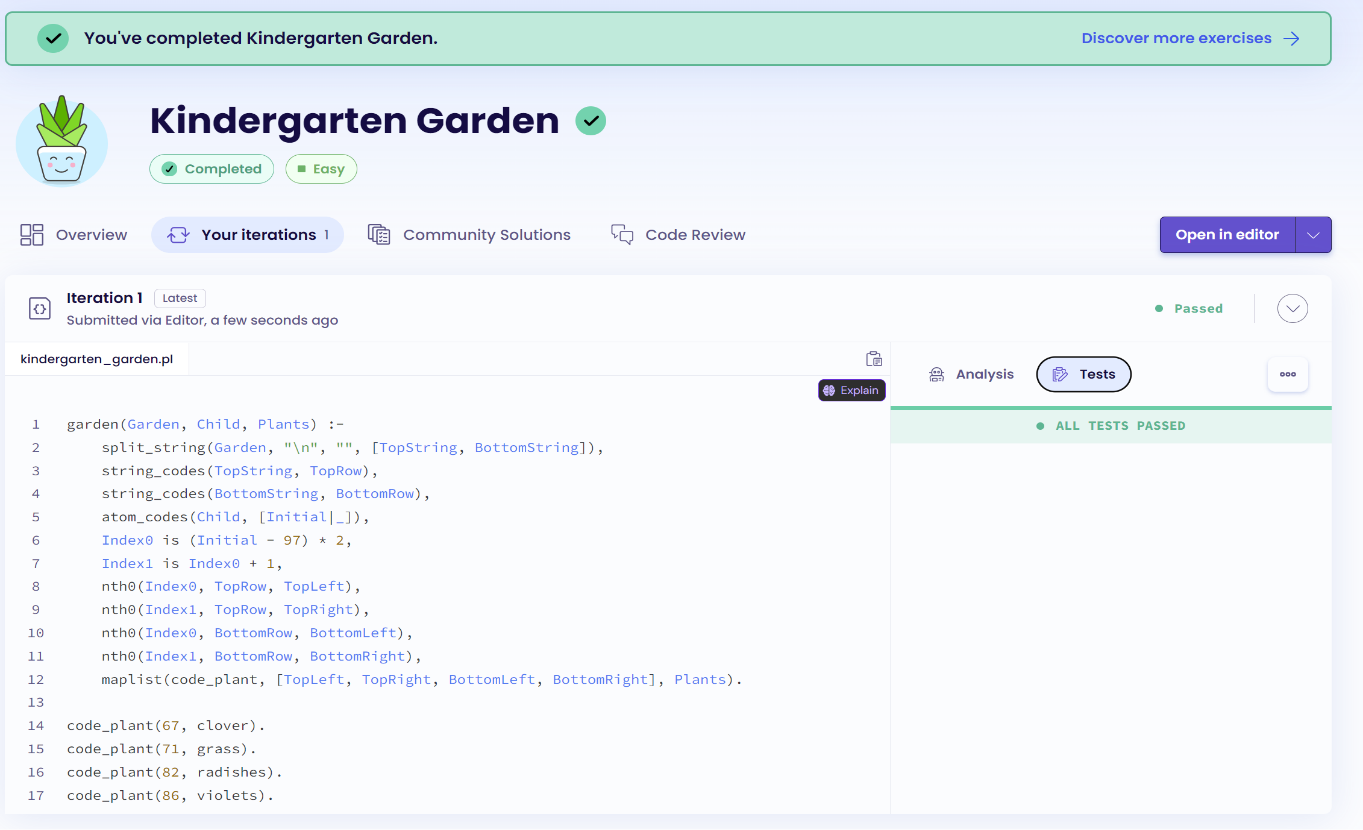 You've completed Kindergarten Garden.
Discover more exercises
Kindergarten Garden
Completed
Easy
Overview
Your iterations 1
Community Solutions
Code Review
Open in editor
Iteration 1 Latest
Submitted via Editor, a few seconds ago
Passed
kindergarten_garden.pl
Explain
Analysis
Tests
ALL TESTS PASSED
1 garden(Garden, Child, Plants) :-
2     split_string(Garden, "\n", "", [TopString, BottomString]),
3     string_codes(TopString, TopRow),
4     string_codes(BottomString, BottomRow),
5     atom_codes(Child, [Initial|_]),
6     Index0 is (Initial - 97) * 2,
7     Index1 is Index0 + 1,
8     nth0(Index0, TopRow, TopLeft),
9     nth0(Index1, TopRow, TopRight),
10     nth0(Index0, BottomRow, BottomLeft),
11     nth0(Index1, BottomRow, BottomRight),
12     maplist(code_plant, [TopLeft, TopRight, BottomLeft, BottomRight], Plants).
13
14 code_plant(67, clover).
15 code_plant(71, grass).
16 code_plant(82, radishes).
17 code_plant(86, violets).